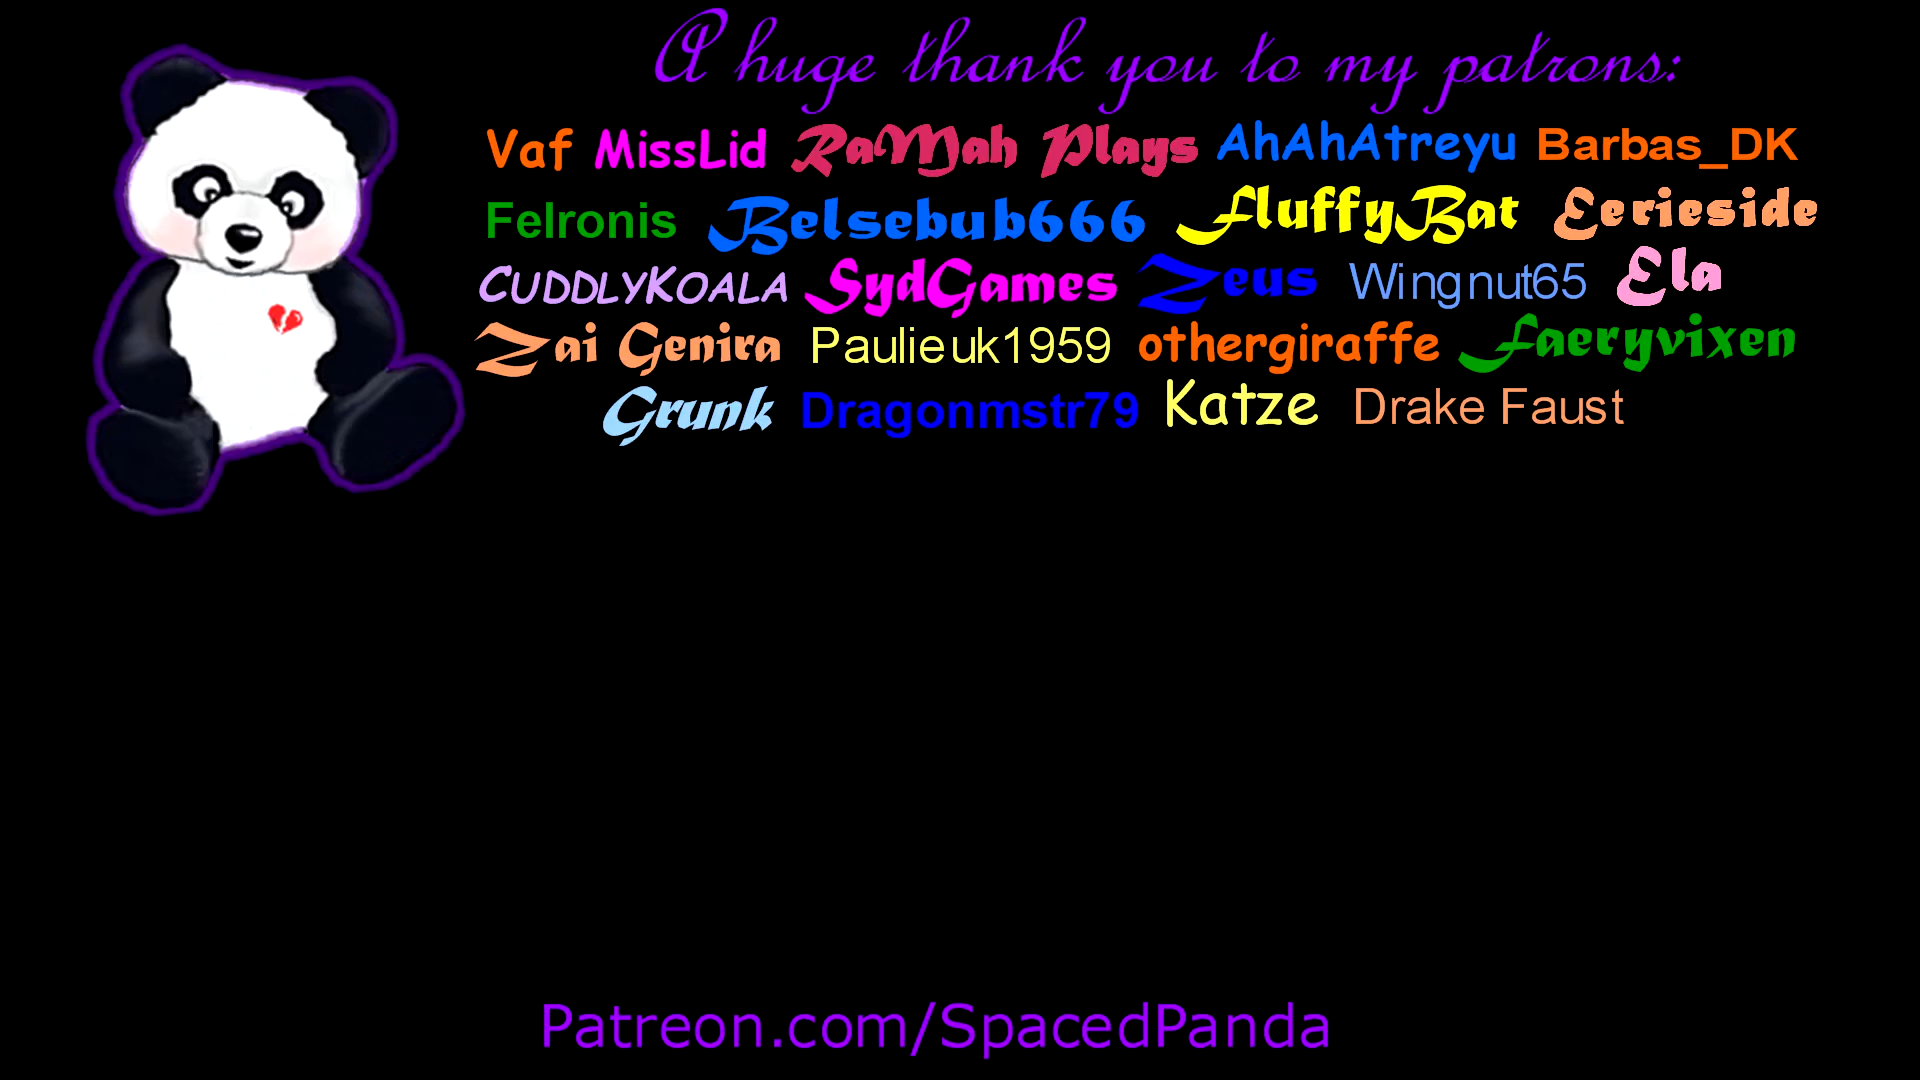 A huge thank you to my patrons:
Vaf MissLid RaMah Plays AhAhAtreyu Barbas_DK
Felronis Belsebub666 FluffyBat Eerieside
CuddlyKoala SydGames Zeus Wingnut65 Ela
Zai Genira Paulieuk1959 othergiraffe Faeryvixen
Grunk Dragonmstr79 Katze Drake Faust
Patreon.com/SpacedPanda